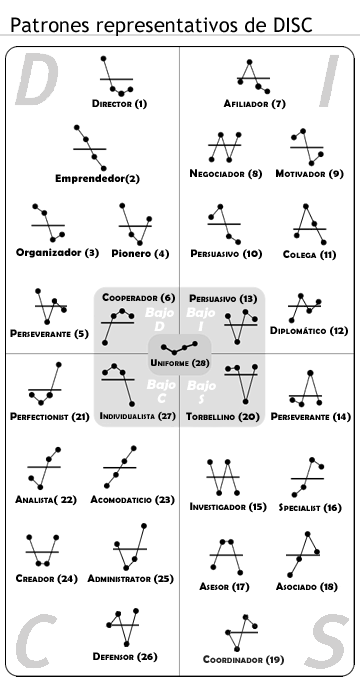 Patrones representativos de DISC
D
I
Director (1)
Afiliador (7)
Emprendedor(2)
Negociador (8)
Motivador (9)
Organizador (3)
Pionero (4)
Persuasivo (10)
Colega (11)
Perseverante (5)
Cooperador (6)
Bajo
D
Persuasivo (13)
Bajo
I
Diplomático (12)
Uniforme (28)
Perfectionist (21)
Individualista (27)
Bajo
C
Torbellino (20)
Bajo
S
Perseverante (14)
Analista( 22)
Acomodaticio (23)
Investigador (15)
Specialist (16)
Creador (24)
Administrator (25)
Asesor (17)
Asociado (18)
Defensor (26)
Coordinador (19)
C
S